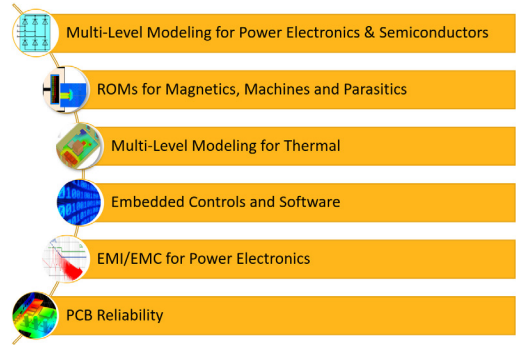 Multi-Level Modeling for Power Electronics & Semiconductors
ROMs for Magnetics, Machines and Parasitics
Multi-Level Modeling for Thermal
Embedded Controls and Software
EMI/EMC for Power Electronics
PCB Reliability